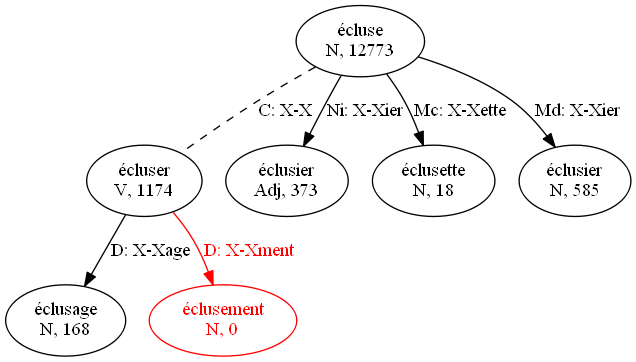 écluse
N, 12773
C: X-X
Ni: X-Xier
Mc: X-Xette
Md: X-Xier
écluser
V, 1174
éclusier
Adj, 373
éclusette
N, 18
éclusier
N, 585
D: X-Xage
D: X-Xment
éclusage
N, 168
éclusement
N, 0